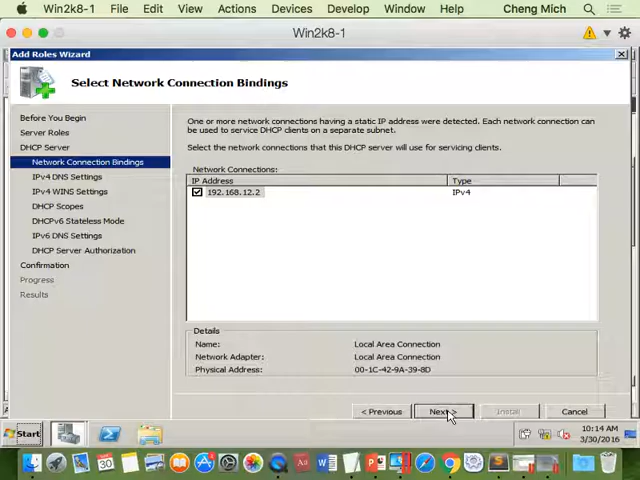 Win2k8-1 File Edit View Actions Devices Develop Window Help Cheng Mich
Win2k8-1
Add Roles Wizard
Select Network Connection Bindings
Before You Begin
Server Roles
DHCP Server
Network Connection Bindings
IPv4 DNS Settings
IPv4 WINS Settings
DHCP Scopes
DHCPv6 Stateless Mode
IPv6 DNS Settings
DHCP Server Authorization
Confirmation
Progress
Results
One or more network connections having a static IP address were detected. Each network connection can
be used to service DHCP clients on a separate subnet.
Select the network connections that this DHCP server will use for servicing clients.
Network Connections:
IP Address Type
192.168.12.2 IPv4
Details
Name: Local Area Connection
Network Adapter: Local Area Connection
Physical Address: 00-1C-42-9A-39-8D
< Previous Next > Install Cancel
Start
10:14 AM
3/30/2016
30